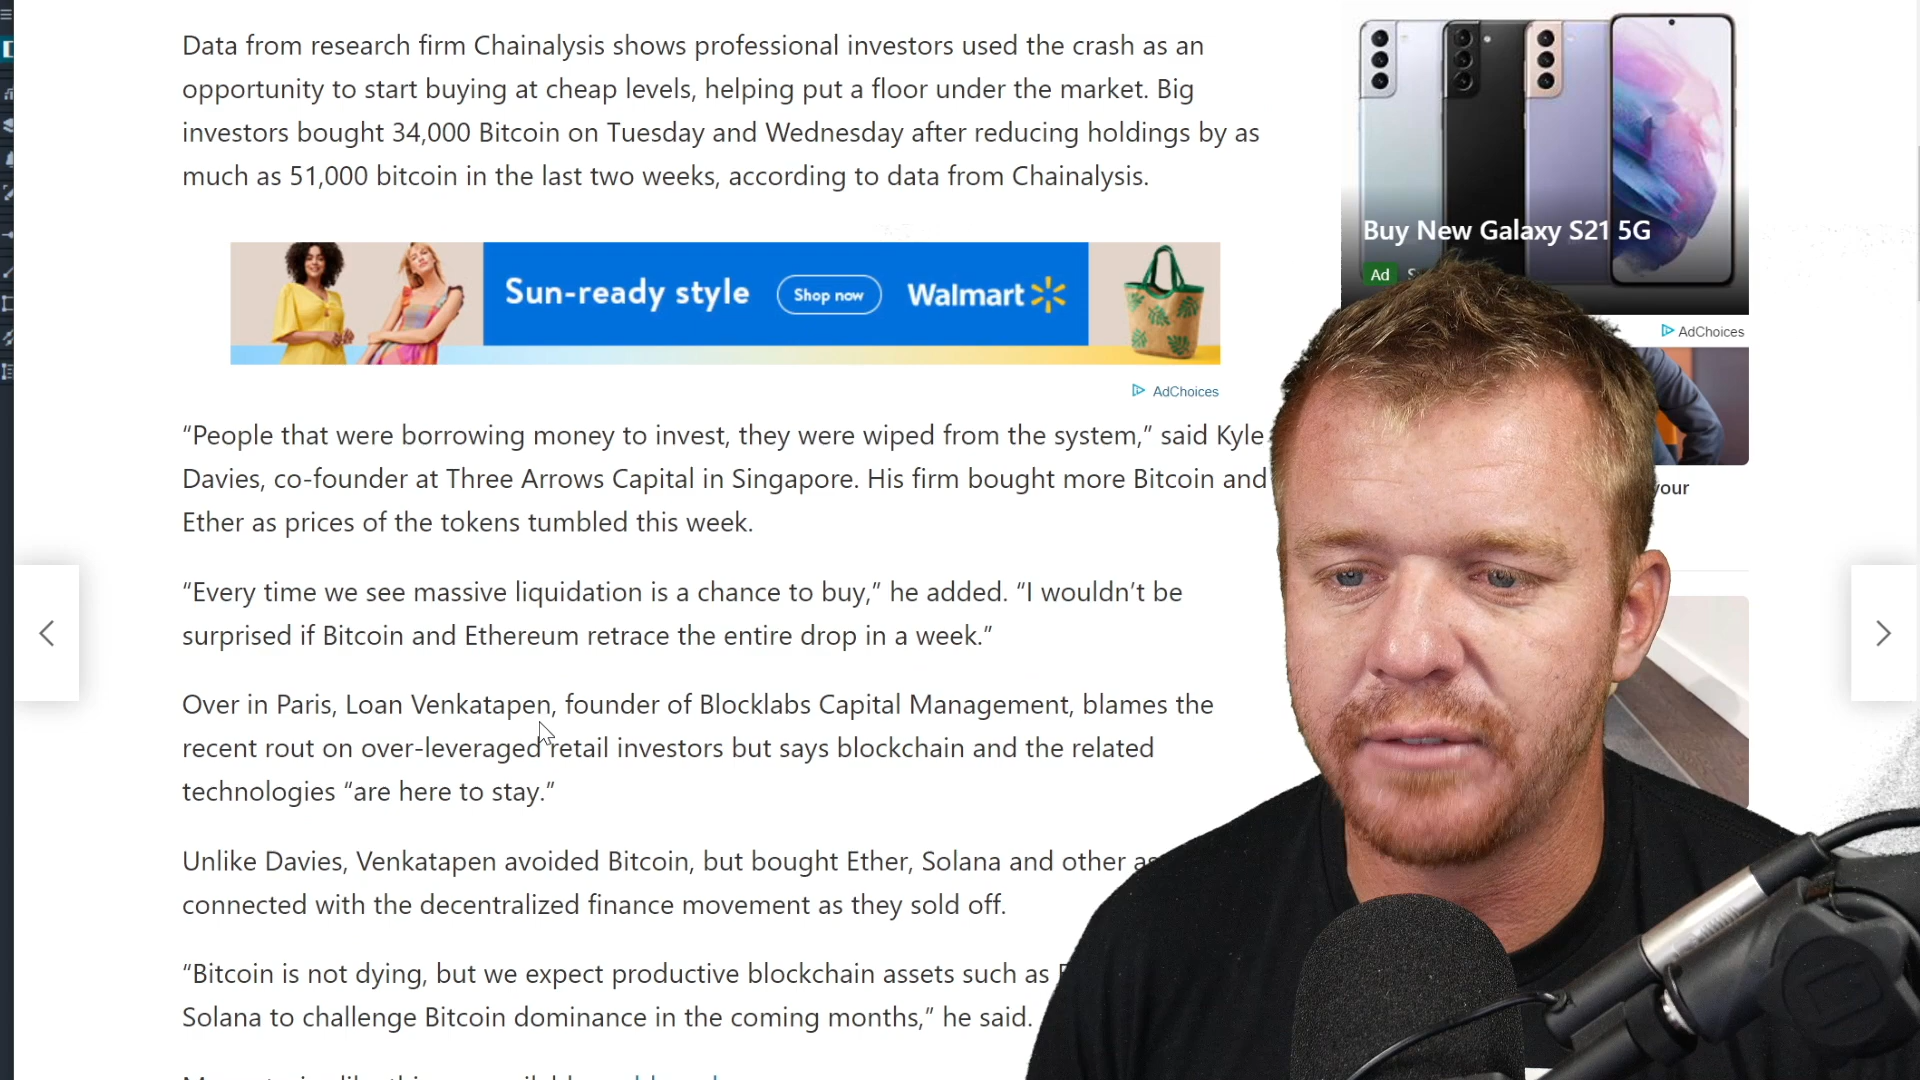 Data from research firm Chainalysis shows professional investors used the crash as an
opportunity to start buying at cheap levels, helping put a floor under the market. Big
investors bought 34,000 Bitcoin on Tuesday and Wednesday after reducing holdings by as
much as 51,000 bitcoin in the last two weeks, according to data from Chainalysis.
Sun-ready style Shop now Walmart
AdChoices
“People that were borrowing money to invest, they were wiped from the system,” said Kyle
Davies, co-founder at Three Arrows Capital in Singapore. His firm bought more Bitcoin and
Ether as prices of the tokens tumbled this week.
“Every time we see massive liquidation is a chance to buy,” he added. “I wouldn’t be
surprised if Bitcoin and Ethereum retrace the entire drop in a week.”
Over in Paris, Loan Venkatapen, founder of Blocklabs Capital Management, blames the
recent rout on over-leveraged retail investors but says blockchain and the related
technologies “are here to stay.”
Unlike Davies, Venkatapen avoided Bitcoin, but bought Ether, Solana and other
connected with the decentralized finance movement as they sold off.
“Bitcoin is not dying, but we expect productive blockchain assets such as
Solana to challenge Bitcoin dominance in the coming months,” he said.
Buy New Galaxy S21 5G
Ad
AdChoices
your